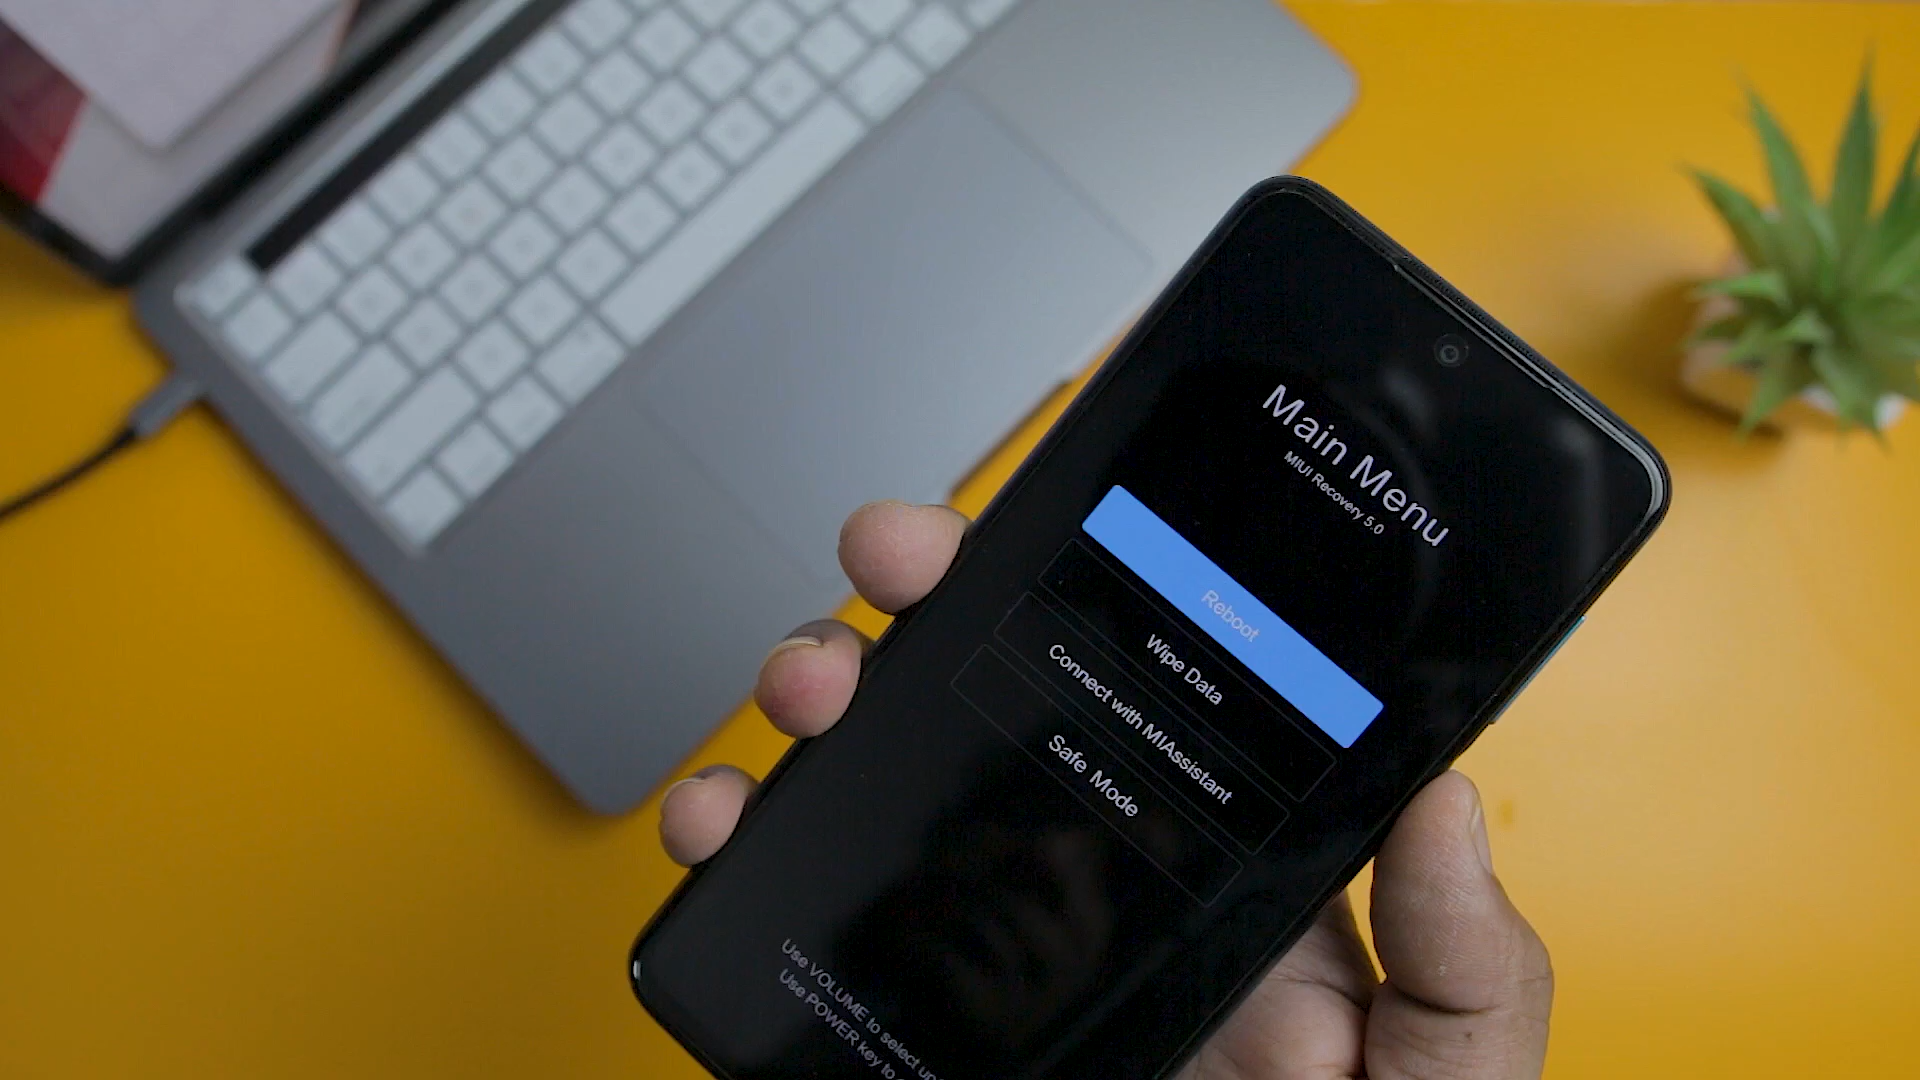 Main Menu
MIUI Recovery 5.0
Reboot
Wipe Data
Connect with MIAssistant
Safe Mode
Use VOLUME to select
Use POWER key to